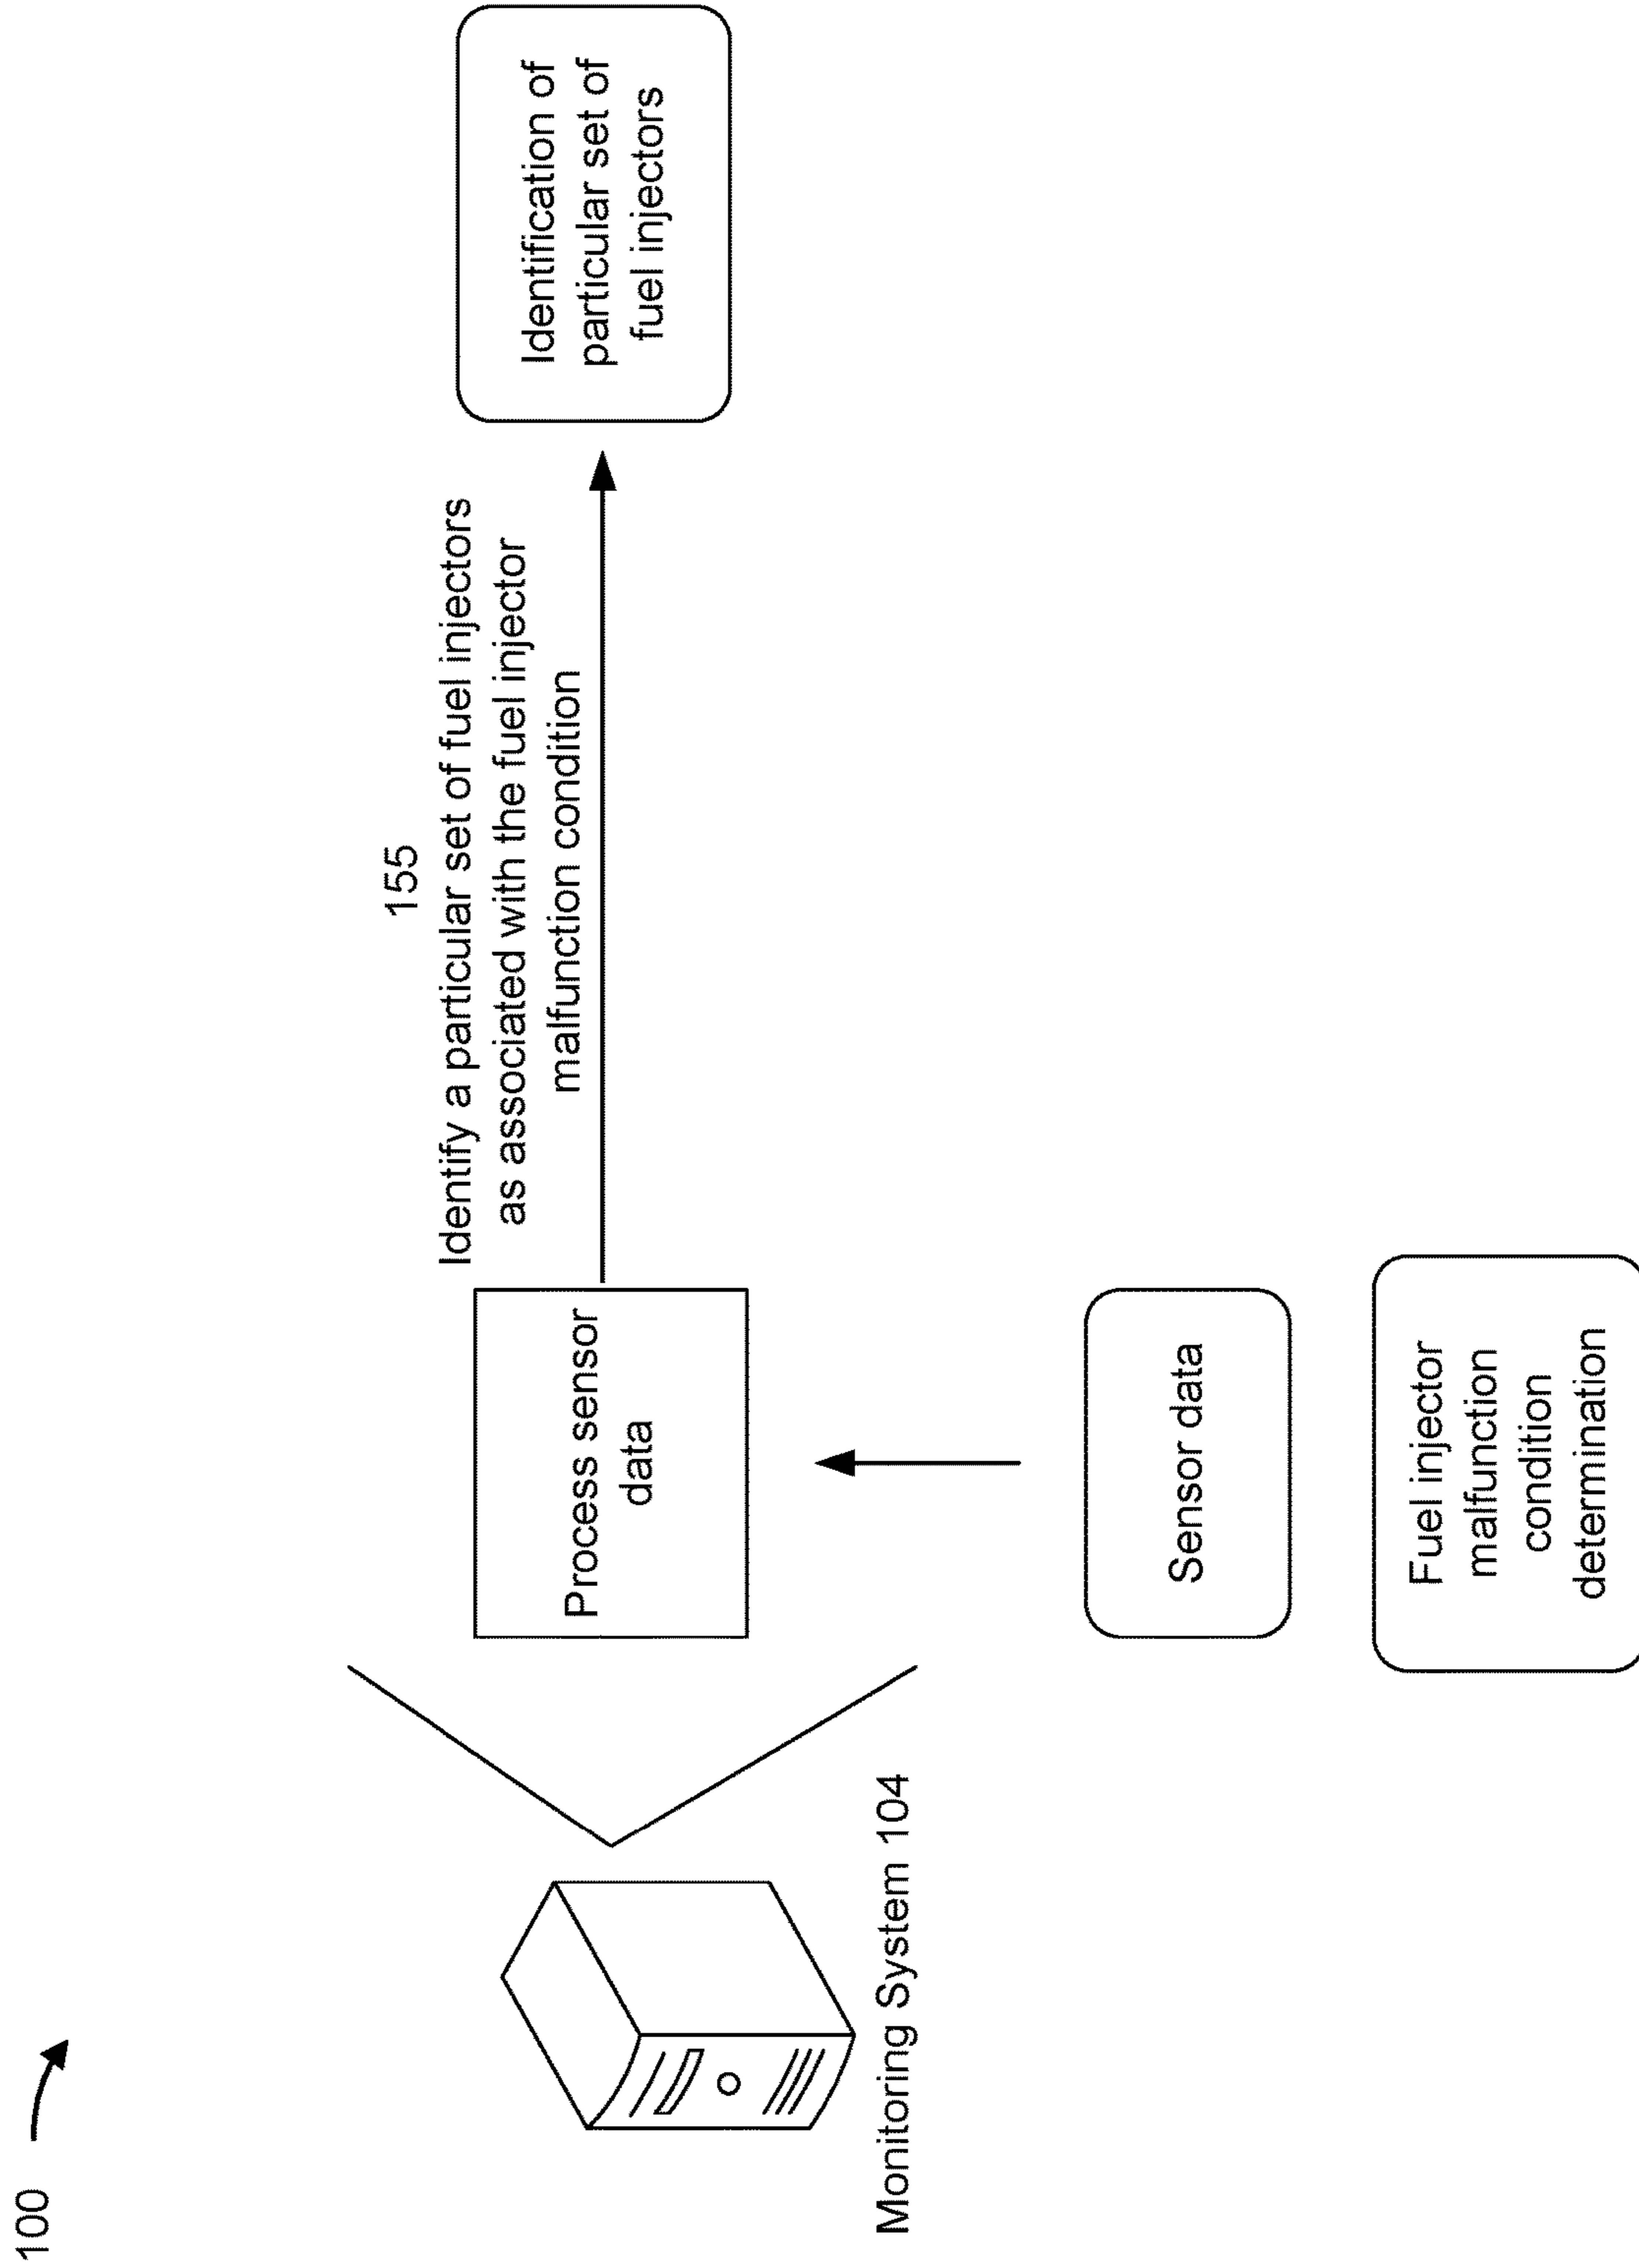 100
155
Identify a particular set of fuel injectors
as associated with the fuel injector
malfunction condition
Identification of
particular set of
fuel injectors
Process sensor
data
Monitoring System 104
Sensor data
Fuel injector
malfunction
condition
determination